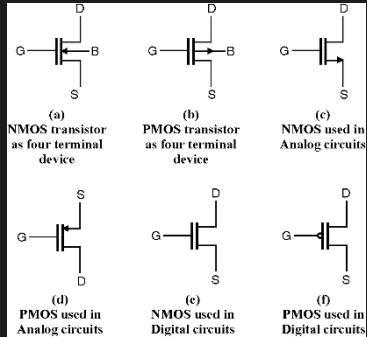 D
G
B
S
(a)
NMOS transistor
as four terminal
device
D
G
B
S
(b)
PMOS transistor
as four terminal
device
D
G
S
(c)
NMOS used in
Analog circuits
S
G
D
(d)
PMOS used in
Analog circuits
D
G
S
(e)
NMOS used in
Digital circuits
D
G
S
(f)
PMOS used in
Digital circuits